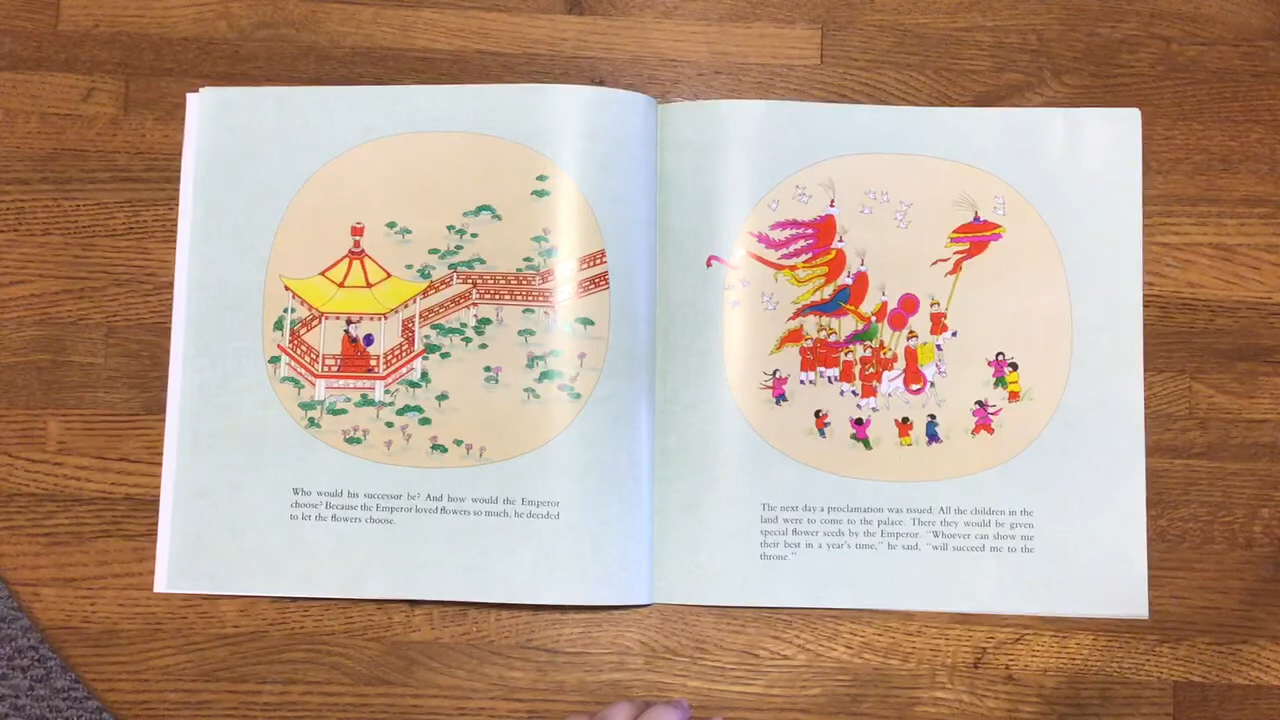 Who would his successor be? And how would the Emperor
choose? Because the Emperor loved flowers so much, he decided
to let the flowers choose.
The next day a proclamation was issued: All the children in the
land were to come to the palace. There they would be given
special flower seeds by the Emperor. "Whoever can show me
their best in a year's time," he said, "will succeed me to the
throne."